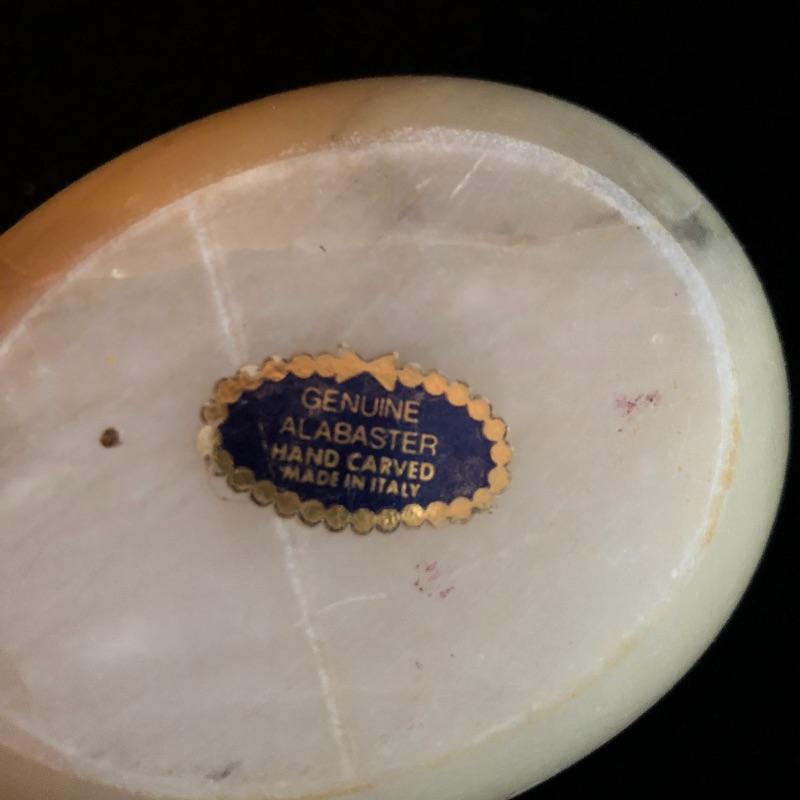 GENUINE
ALABASTER
HAND CARVED
MADE IN ITALY